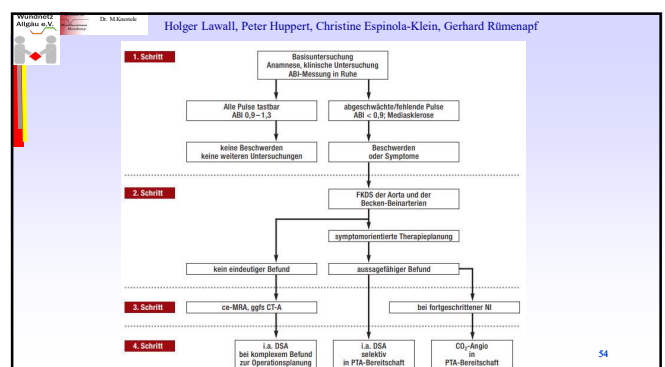 Wundnetz
Allgäu e.V.
Dr. M.Knestele
Holger Lawall, Peter Huppert, Christine Espinola-Klein, Gerhard Rümenapf
1. Schritt
Basisuntersuchung
Anamnese, klinische Untersuchung
ABI-Messung in Ruhe
Alle Pulse tastbar
ABI 0,9–1,3
abgeschwächte/fehlende Pulse
ABI < 0,9; Mediasklerose
keine Beschwerden
keine weiteren Untersuchungen
Beschwerden
oder Symptome
2. Schritt
FKDS der Aorta und der
Becken-Beinarterien
symptomorientierte Therapieplanung
kein eindeutiger Befund
aussagefähiger Befund
3. Schritt
ce-MRA, ggfs CT-A
bei fortgeschrittener NI
4. Schritt
i.a. DSA
bei komplexem Befund
zur Operationsplanung
i.a. DSA
selektiv
in PTA-Bereitschaft
CO₂-Angio
in
PTA-Bereitschaft
54